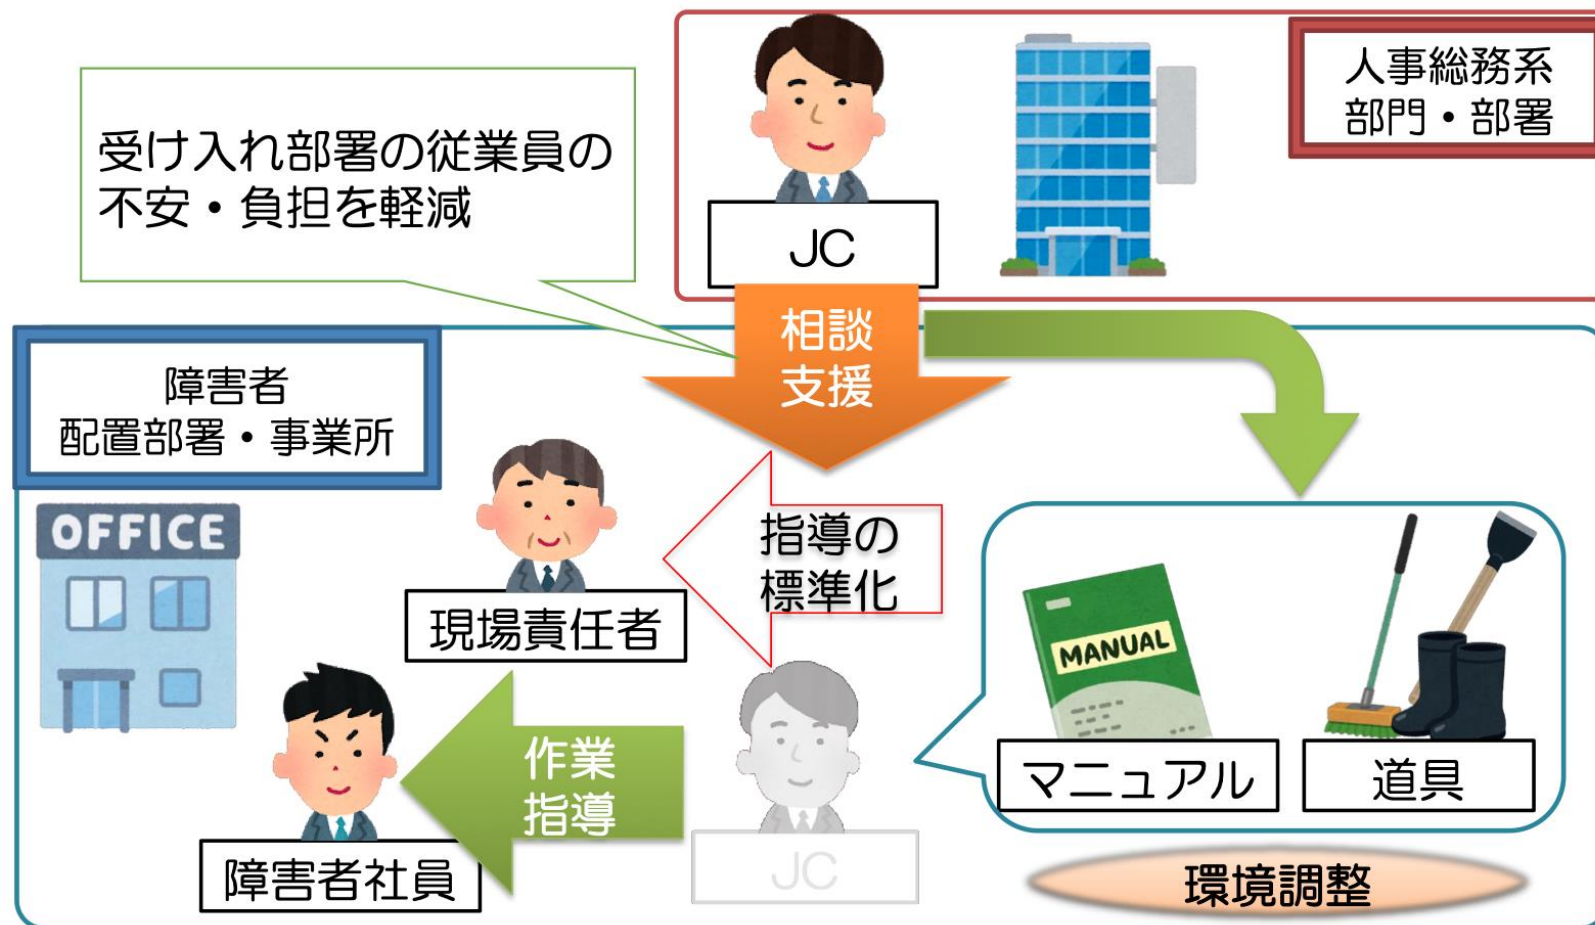 人事総務系
部門・部署
受け入れ部署の従業員の
不安・負担を軽減
JC
相談
支援
障害者
配置部署・事業所
OFFICE
現場責任者
指導の
標準化
MANUAL
マニュアル
道具
作業
指導
障害者社員
JC
環境調整